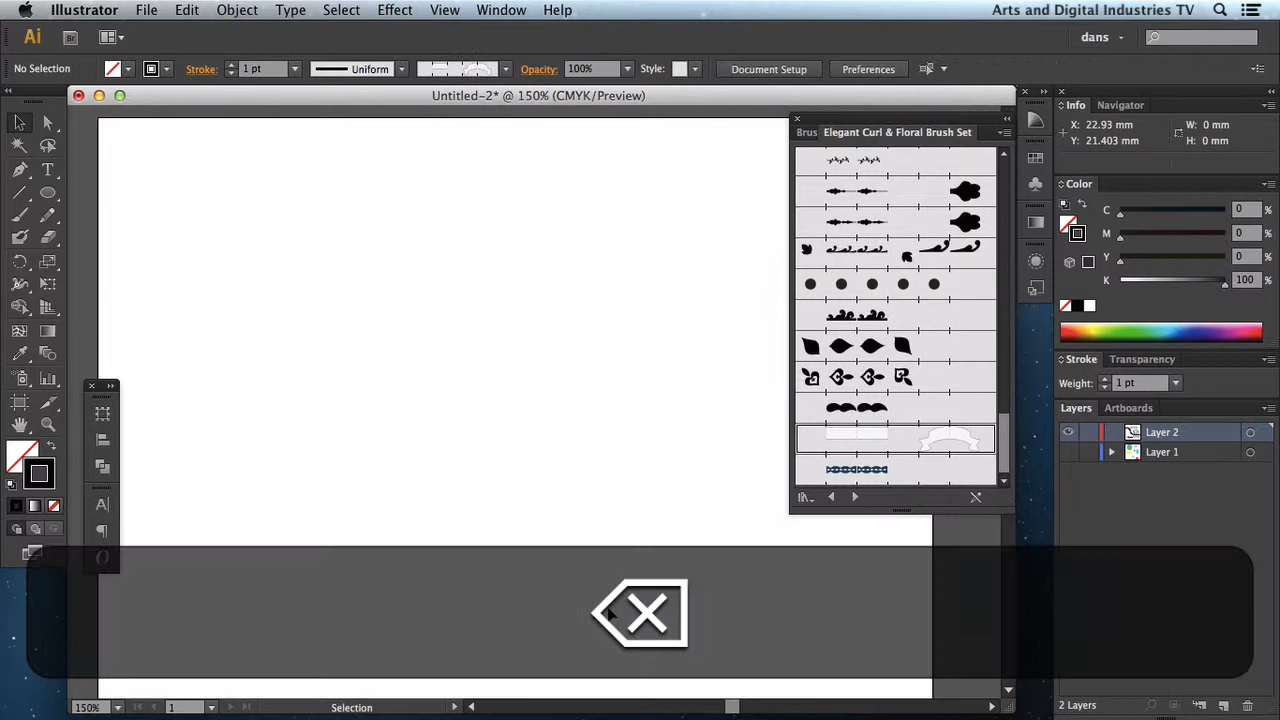 Illustrator File Edit Object Type Select Effect View Window Help Arts and Digital Industries TV
Ai Br dans
No Selection Stroke: 1 pt Uniform Opacity: 100% Style: Document Setup Preferences
Untitled-2* @ 150% (CMYK/Preview)
Info Navigator
X: 22.93 mm W: 0 mm
Y: 21.403 mm H: 0 mm
Brus Elegant Curl & Floral Brush Set
Color
C 0 %
M 0 %
Y 0 %
K 100 %
Stroke Transparency
Weight: 1 pt
Layers Artboards
Layer 2
Layer 1
150% 1 Selection
2 Layers